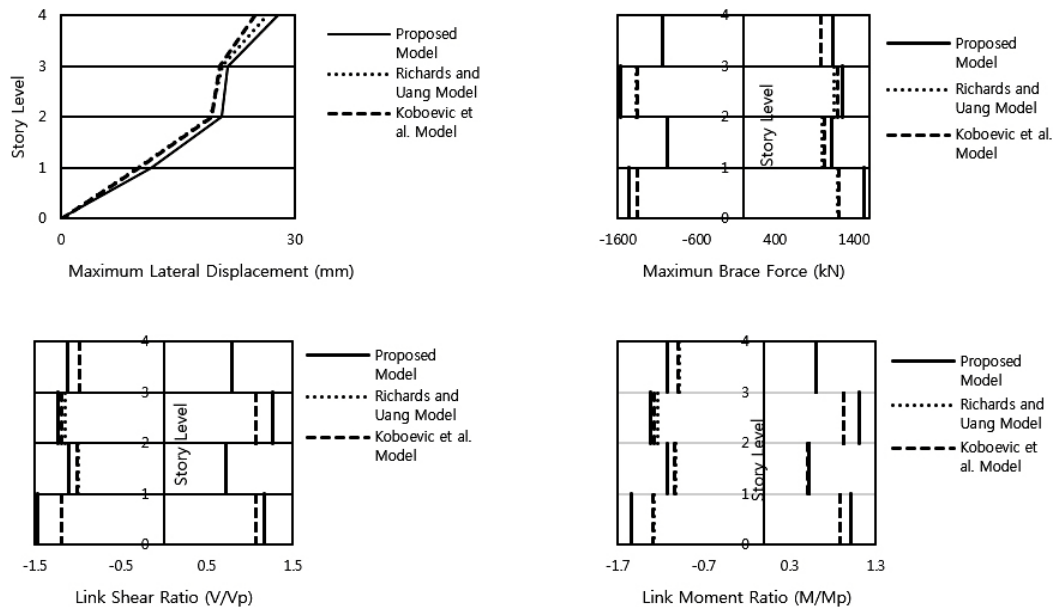 4
3
2
1
0
Story Level
0
30
Maximum Lateral Displacement (mm)
Proposed
Model
Richards and
Uang Model
Koboevic et
al. Model
4
3
2
1
0
Story Level
-1600
-600
400
1400
Maximun Brace Force (kN)
Proposed
Model
Richards and
Uang Model
Koboevic et al.
Model
4
3
2
1
0
Story Level
-1.5
-0.5
0.5
1.5
Link Shear Ratio (V/Vp)
Proposed
Model
Richards and
Uang Model
Koboevic et al.
Model
4
3
2
1
0
Story Level
-1.7
-0.7
0.3
1.3
Link Moment Ratio (M/Mp)
Proposed
Model
Richards and
Uang Model
Koboevic et
al. Model